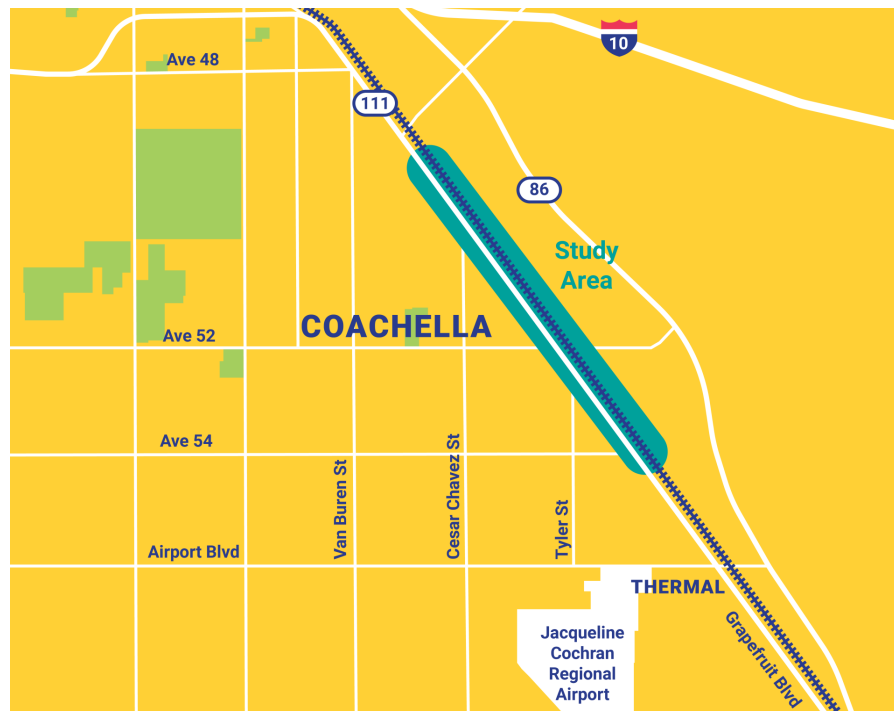 10
Ave 48
111
86
Study
Area
COACHELLA
Ave 52
Ave 54
Van Buren St
Cesar Chavez St
Tyler St
Airport Blvd
THERMAL
Jacqueline
Cochran
Regional
Airport
Grapefruit Blvd